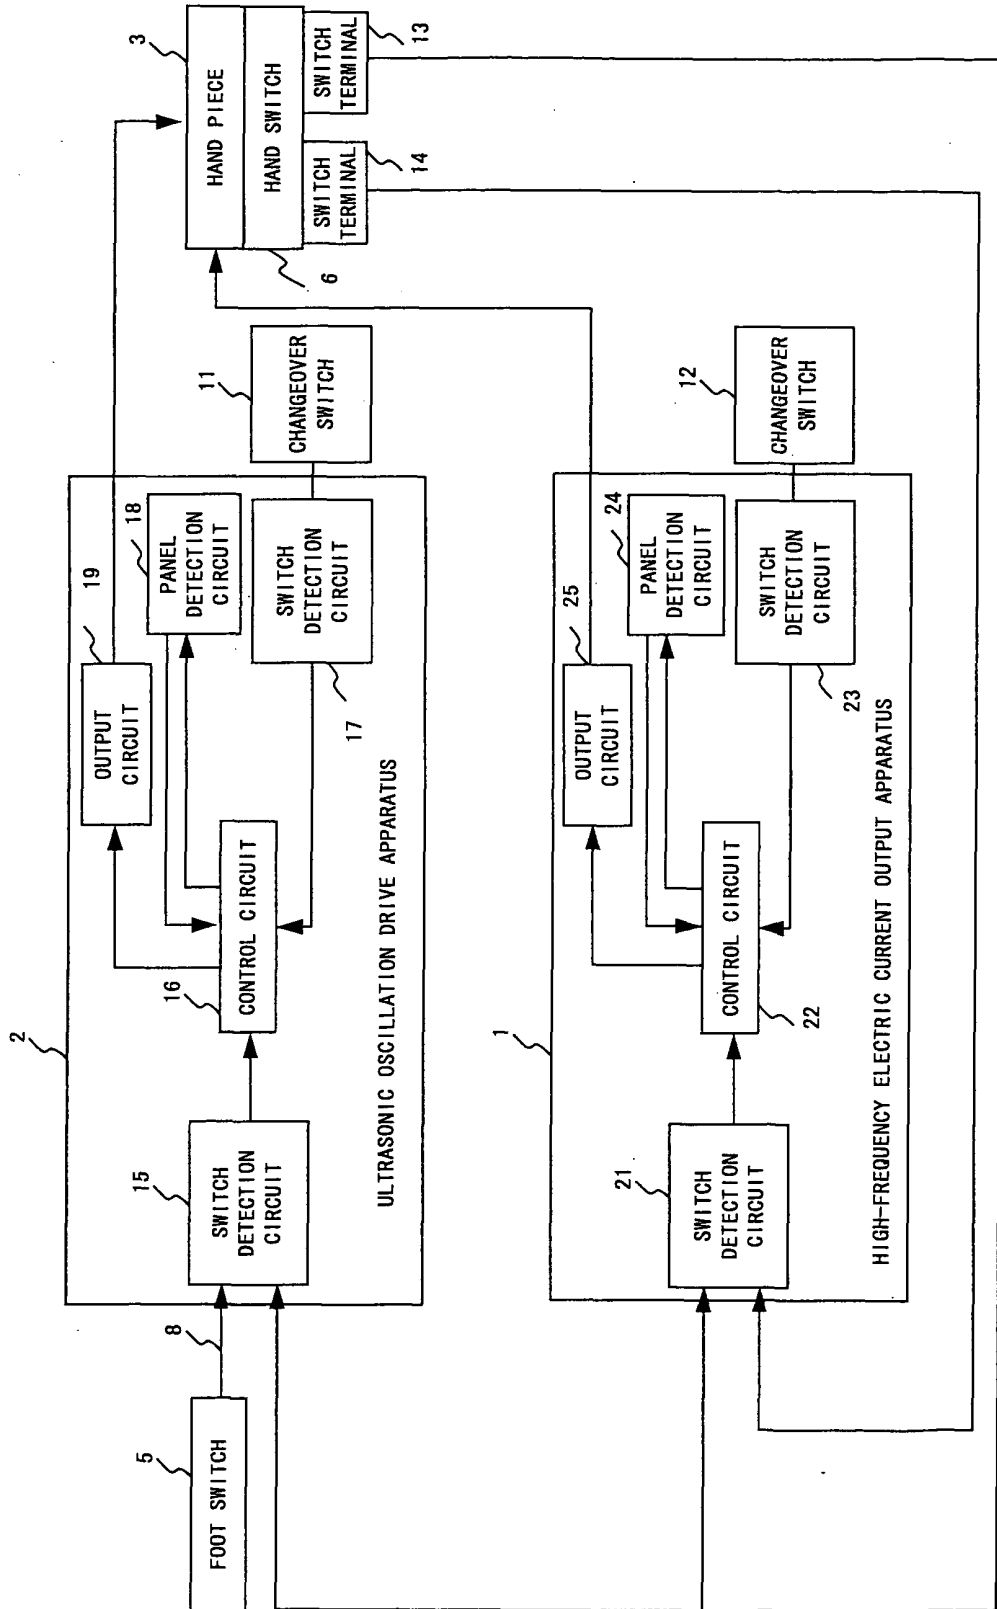 3
HAND PIECE
HAND SWITCH
6
SWITCH
TERMINAL
13
SWITCH
TERMINAL
14
2
ULTRASONIC OSCILLATION DRIVE APPARATUS
5
FOOT SWITCH
8
15
SWITCH
DETECTION
CIRCUIT
16
CONTROL CIRCUIT
19
OUTPUT
CIRCUIT
18
PANEL
DETECTION
CIRCUIT
17
SWITCH
DETECTION
CIRCUIT
11
CHANGEOVER
SWITCH
1
HIGH-FREQUENCY ELECTRIC CURRENT OUTPUT APPARATUS
21
SWITCH
DETECTION
CIRCUIT
22
CONTROL CIRCUIT
25
OUTPUT
CIRCUIT
24
PANEL
DETECTION
CIRCUIT
23
SWITCH
DETECTION
CIRCUIT
12
CHANGEOVER
SWITCH